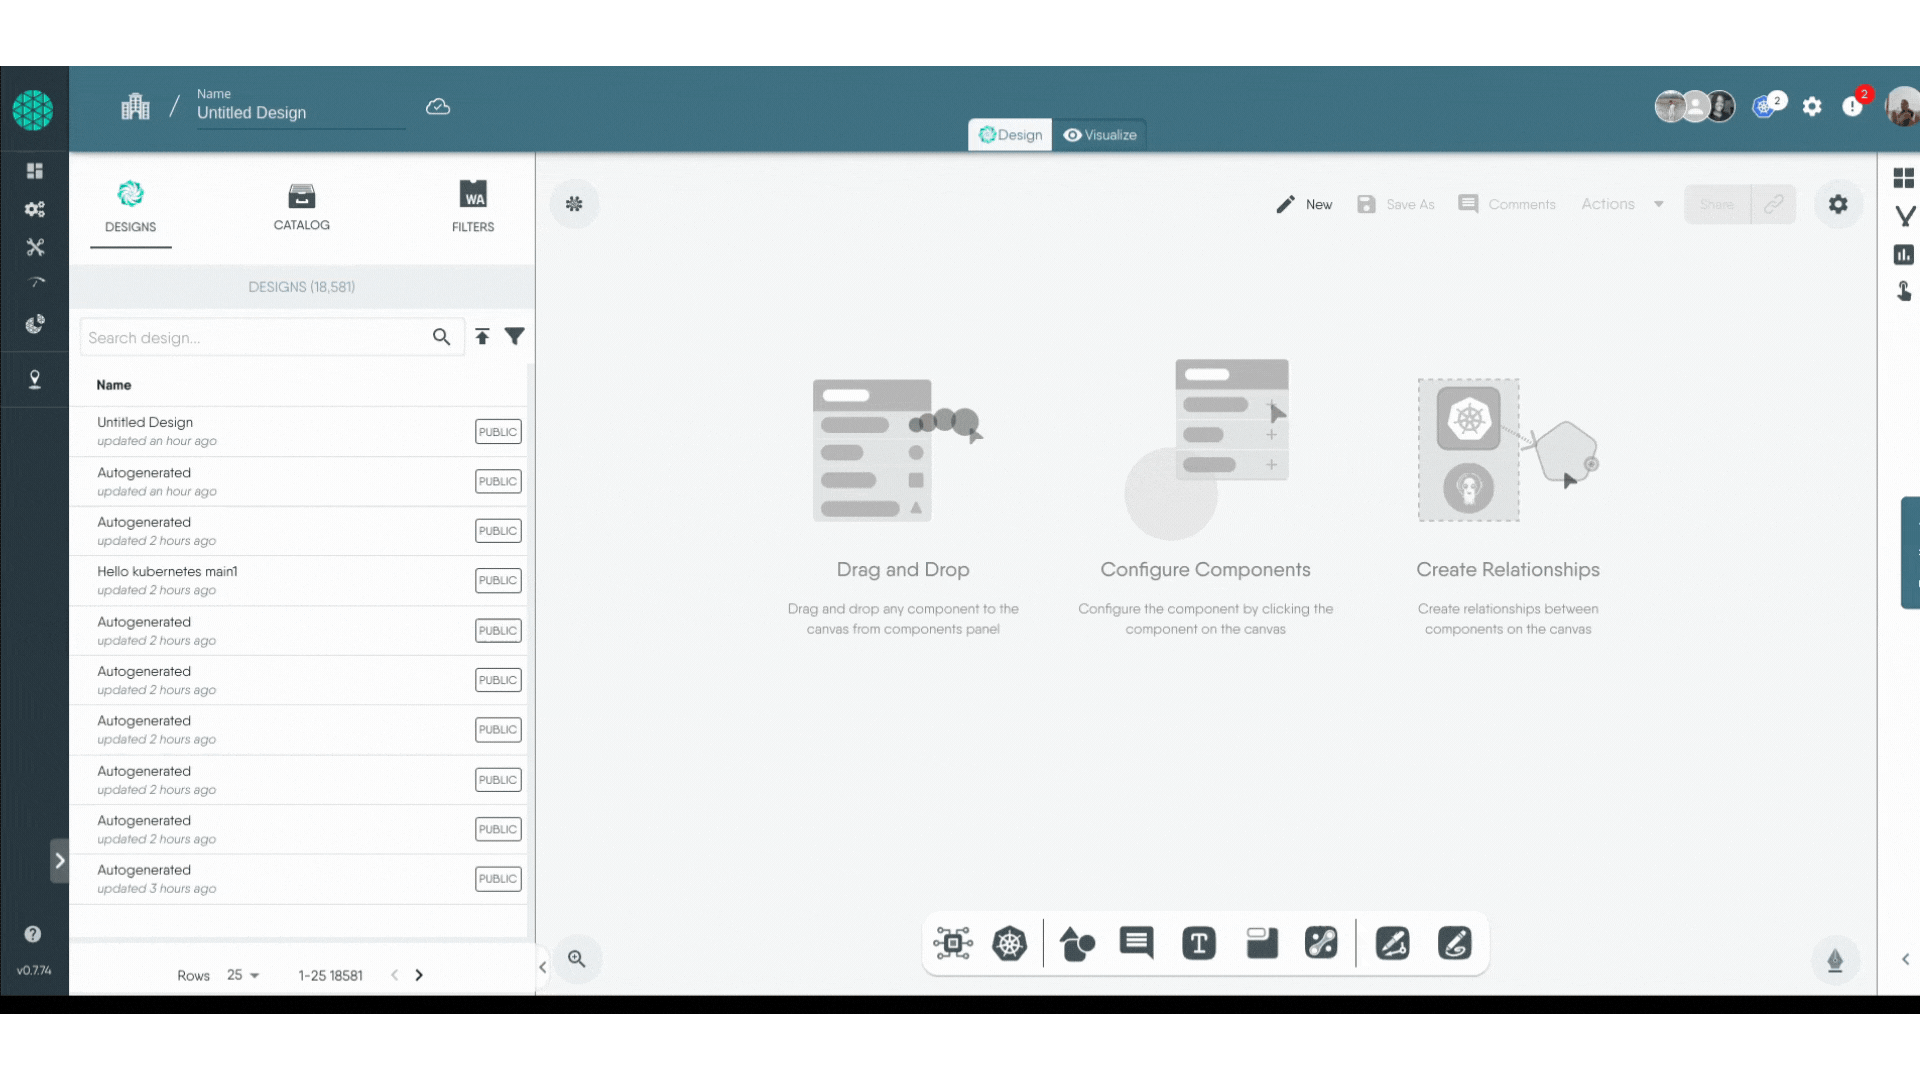 Name
Untitled Design
Design
Visualize
2
2
DESIGNS
CATALOG
WA
FILTERS
New
Save As
Comments
Actions
Share
DESIGNS (18,581)
Search design...
Name
Untitled Design
updated an hour ago
PUBLIC
Autogenerated
updated an hour ago
PUBLIC
Autogenerated
updated 2 hours ago
PUBLIC
Hello kubernetes main1
updated 2 hours ago
PUBLIC
Autogenerated
updated 2 hours ago
PUBLIC
Autogenerated
updated 2 hours ago
PUBLIC
Autogenerated
updated 2 hours ago
PUBLIC
Autogenerated
updated 2 hours ago
PUBLIC
Autogenerated
updated 2 hours ago
PUBLIC
Autogenerated
updated 3 hours ago
PUBLIC
Drag and Drop
Drag and drop any component to the
canvas from components panel
Configure Components
Configure the component by clicking the
component on the canvas
Create Relationships
Create relationships between
components on the canvas
T
v0.7.74
Rows 25 1-25 18581